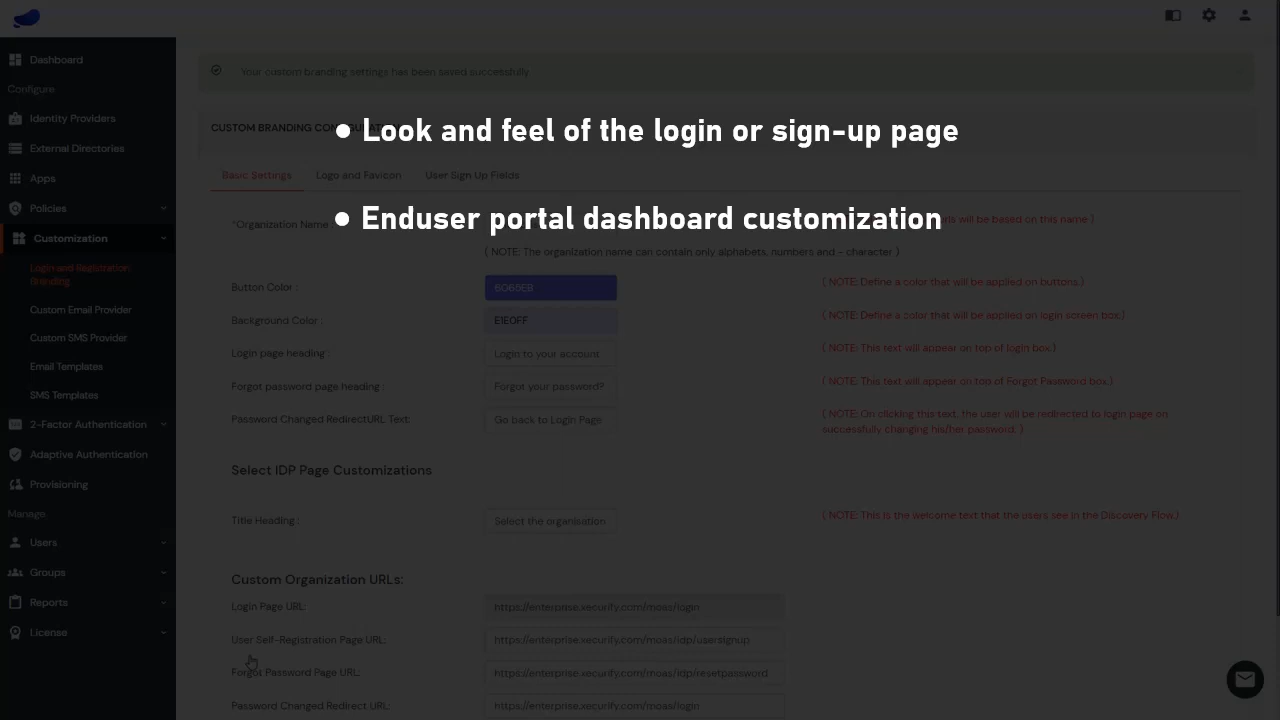 Dashboard
Configure
Identity Providers
External Directories
Apps
Policies
Customization
Login and Registration
Branding
Custom Email Provider
Custom SMS Provider
Email Templates
SMS Templates
2-Factor Authentication
Adaptive Authentication
Provisioning
Manage
Users
Groups
Reports
License
Your custom branding settings has been saved successfully
CUSTOM BRANDING
• Look and feel of the login or sign-up page
Basic Settings
Logo and Favicon
User Sign Up Fields
*Organization Name :
• Enduser portal dashboard customization
will be based on this name )
( NOTE: The organization name can contain only alphabets, numbers and - character )
Button Color :
( NOTE: Define a color that will be applied on buttons.)
Background Color :
E1E0FF
( NOTE: Define a color that will be applied on login screen box.)
Login page heading :
Login to your account
( NOTE: This text will appear on top of login box.)
Forgot password page heading :
Forgot your password?
( NOTE: This text will appear on top of Forgot Password box.)
Password Changed RedirectURL Text:
Go back to Login Page
( NOTE: On clicking this text, the user will be redirected to login page on
successfully changing his/her password. )
Select IDP Page Customizations
Title Heading :
Select the organisation
( NOTE: This is the welcome text that the users see in the Discovery Flow.)
Custom Organization URLs:
Login Page URL:
https://enterprise.xecurify.com/moas/login
User Self-Registration Page URL:
https://enterprise.xecurify.com/moas/idp/usersignup
Forgot Password Page URL:
https://enterprise.xecurify.com/moas/idp/resetpassword
Password Changed Redirect URL:
https://enterprise.xecurify.com/moas/login